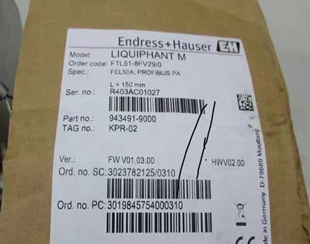 Endress+Hauser EH
Model: LIQUIPHANT M
Order code: FTL51-8FV29/0
Spec.: FEL50A, PROFIBUS PA
L = 150 mm
Ser. no.: R403AC01027
Part no.: 943491-9000
TAG no.: KPR-02
Ver.: FW V01.03.00 HWV02.00
Ord. no. SC: 3023782125/0310
Ord. no. PC: 3019845754000310
Made in Germany D-79689 Maulburg